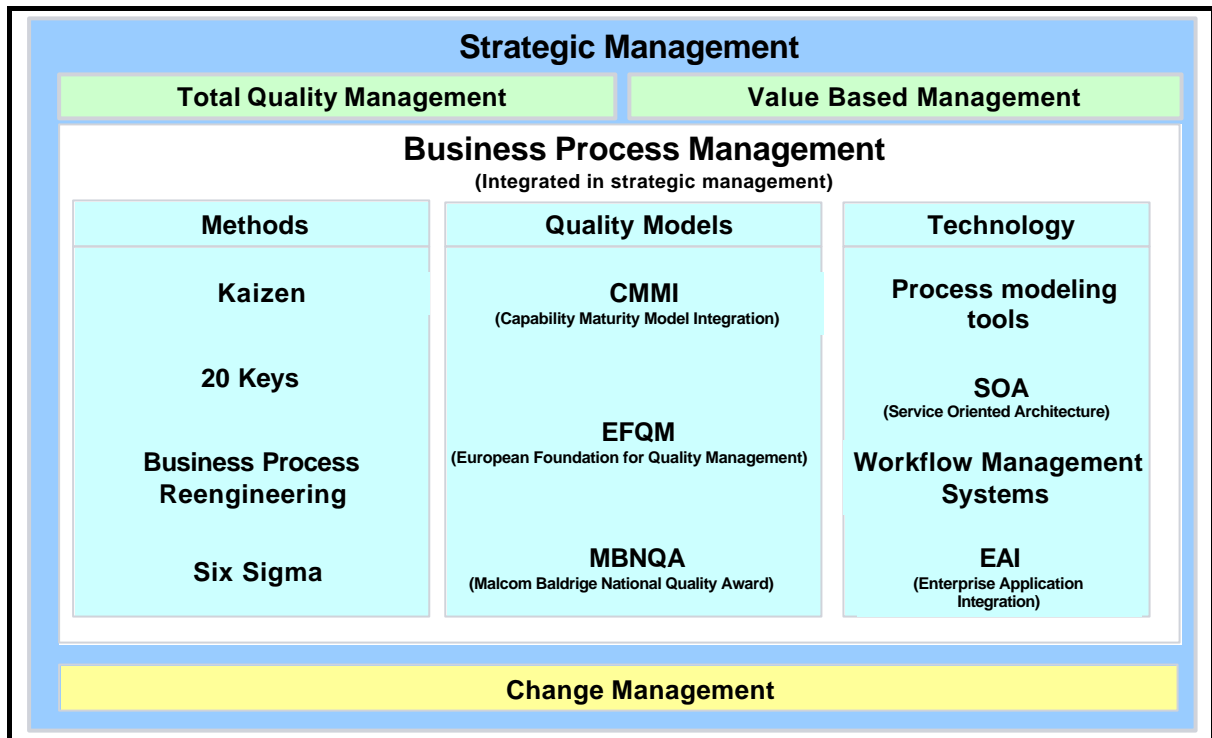 Strategic Management
Total Quality Management
Value Based Management
Business Process Management
(Integrated in strategic management)
Methods
Kaizen
20 Keys
Business Process
Reengineering
Six Sigma
Quality Models
CMMI
(Capability Maturity Model Integration)
EFQM
(European Foundation for Quality Management)
MBNQA
(Malcom Baldrige National Quality Award)
Technology
Process modeling
tools
SOA
(Service Oriented Architecture)
Workflow Management
Systems
EAI
(Enterprise Application
Integration)
Change Management